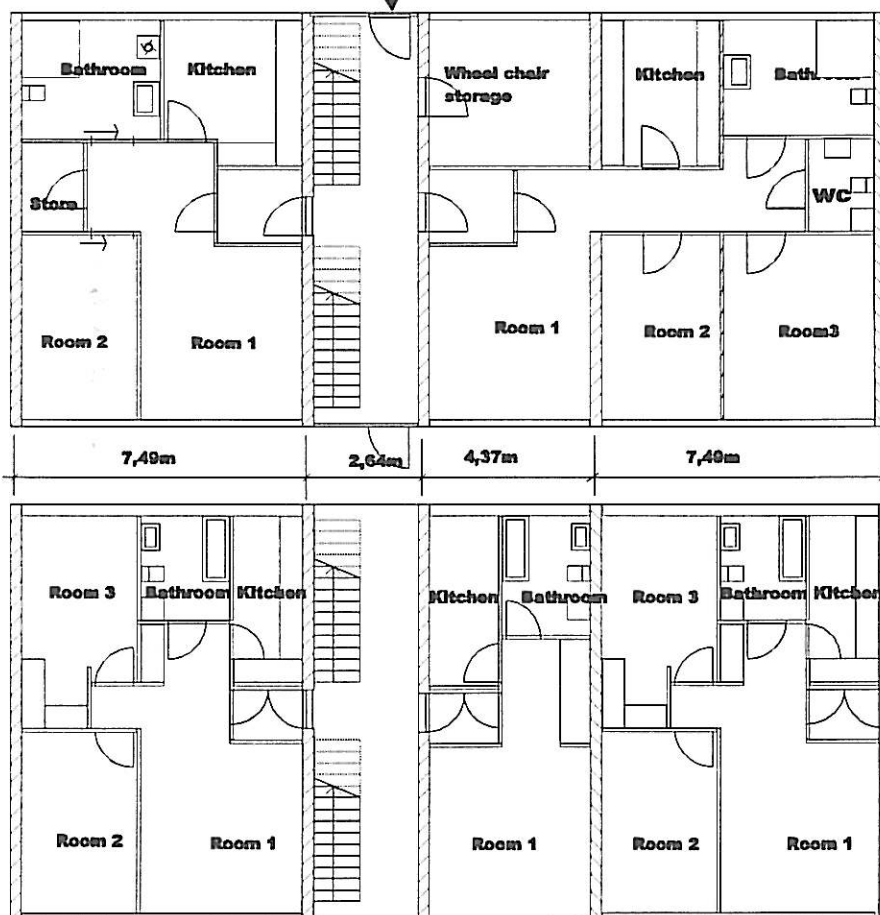 Bathroom
Kitchen
Wheel chair
storage
Kitchen
Bathroom
Store
WC
Room 2
Room 1
Room 1
Room 2
Room3
7,49m
2,64m
4,37m
7,49m
Room 3
Bathroom
Kitchen
Kitchen
Bathroom
Room 3
Bathroom
Kitchen
Room 2
Room 1
Room 1
Room 2
Room 1